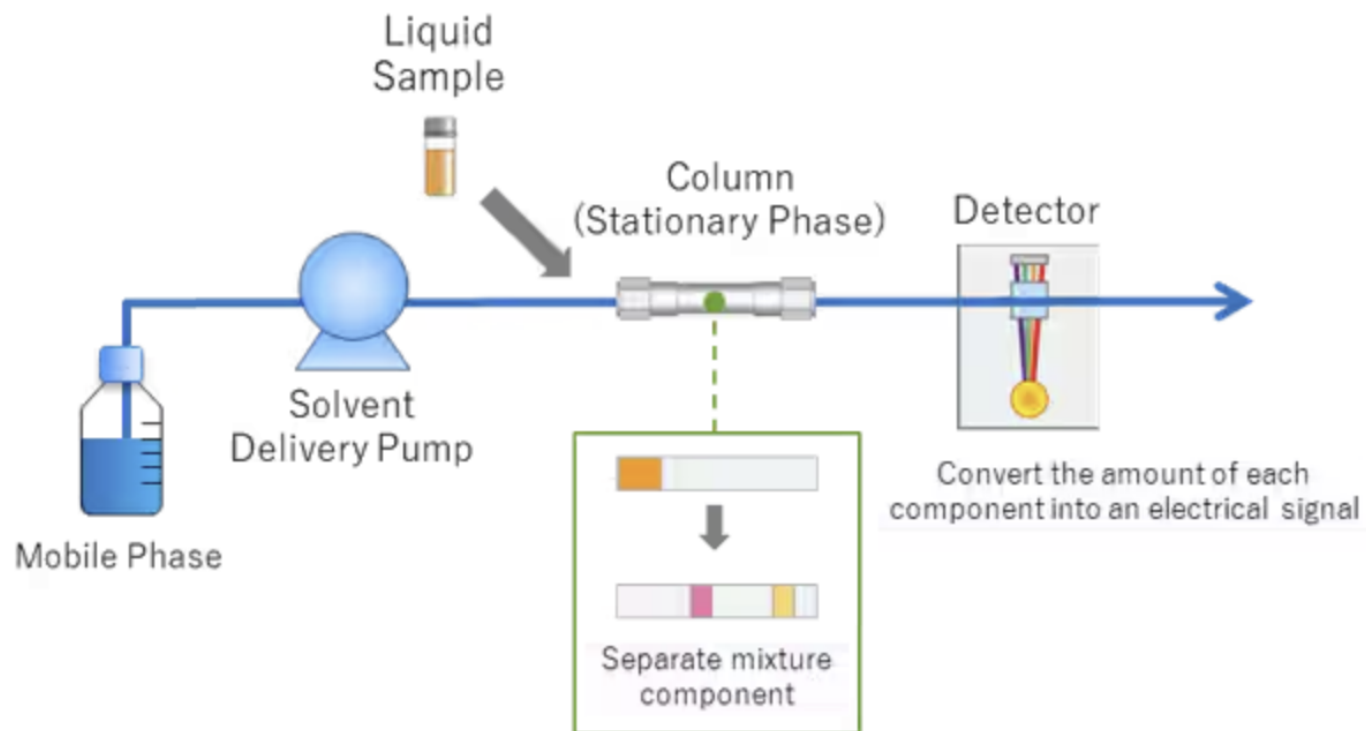 Liquid
Sample
Column
(Stationary Phase)
Detector
Solvent
Delivery Pump
Mobile Phase
Convert the amount of each
component into an electrical signal
Separate mixture
component